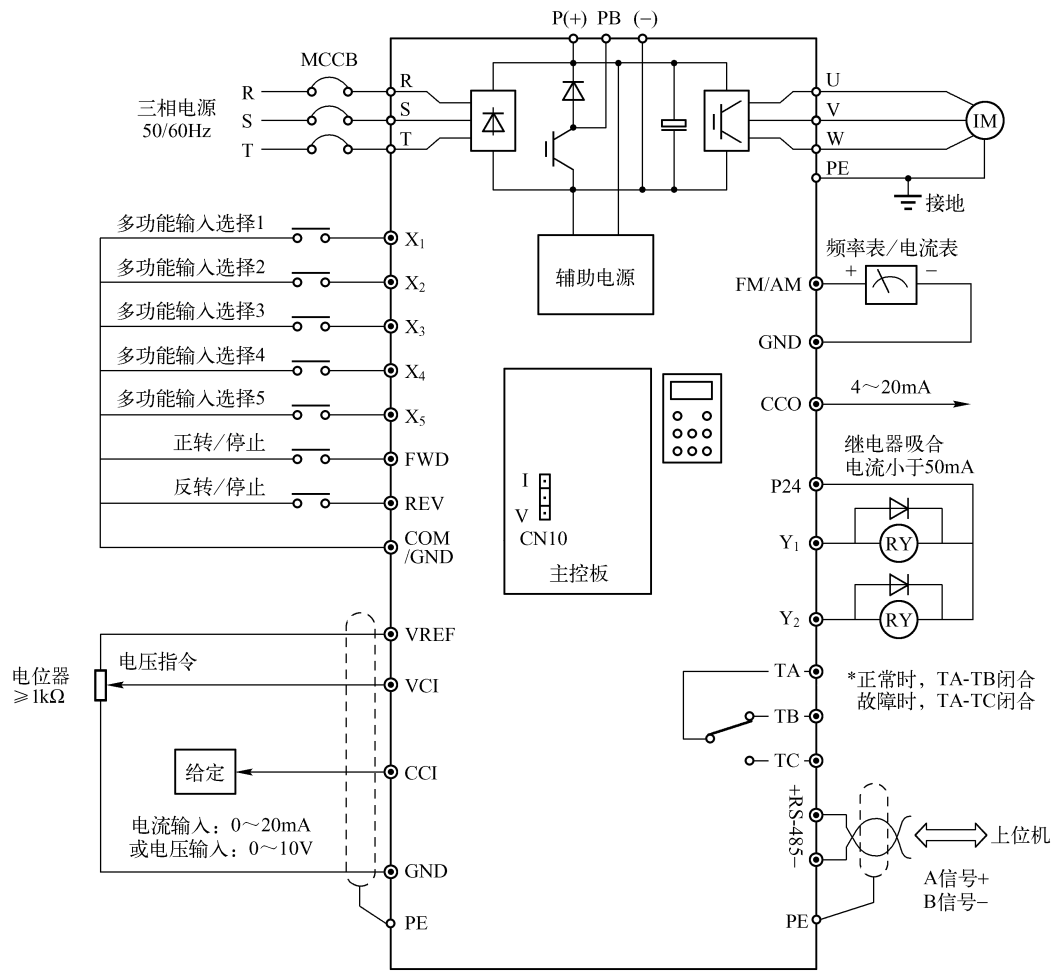 P(+) PB (−)
MCCB
三相电源
50/60Hz
R
S
T
R
S
T
U
V
W
PE
IM
接地
多功能输入选择1
X₁
多功能输入选择2
X₂
多功能输入选择3
X₃
多功能输入选择4
X₄
多功能输入选择5
X₅
正转/停止
FWD
反转/停止
REV
COM
/GND
辅助电源
频率表/电流表
+ −
FM/AM
GND
CCO
4～20mA
继电器吸合
电流小于50mA
P24
Y₁
RY
Y₂
RY
I
V
CN10
主控板
VREF
电压指令
电位器
≥1kΩ
VCI
给定
CCI
电流输入：0～20mA
或电压输入：0～10V
GND
PE
TA
TB
TC
*正常时，TA-TB闭合
故障时，TA-TC闭合
+RS-485−
上位机
A信号+
B信号−
PE